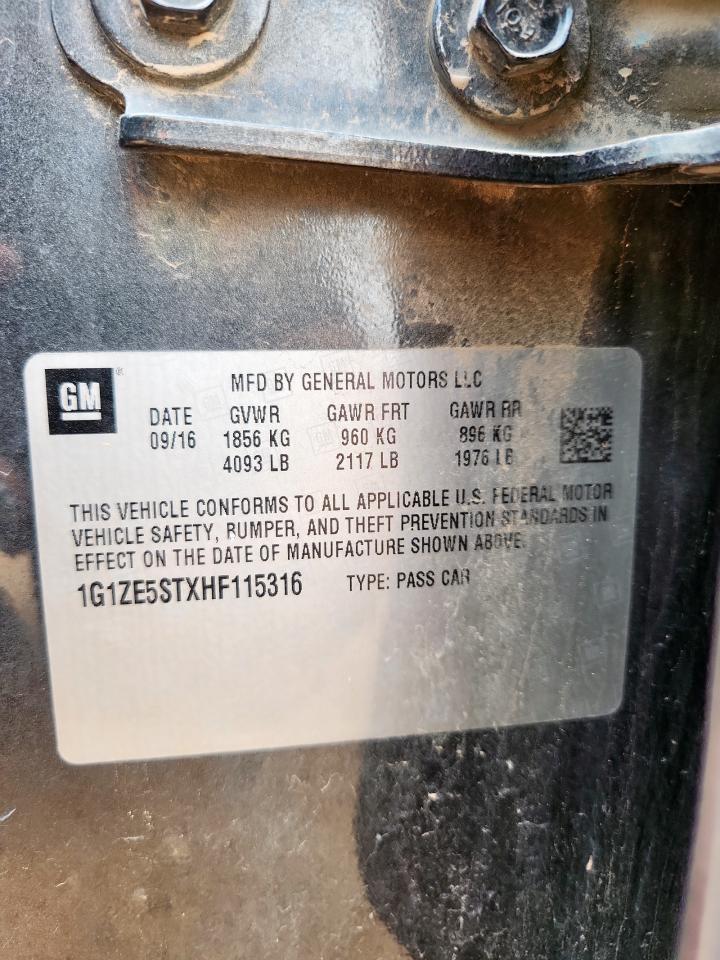 GM®
MFD BY GENERAL MOTORS LLC
DATE GVWR GAWR FRT GAWR RR
09/16 1856 KG 960 KG 896 KG
4093 LB 2117 LB 1976 LB
THIS VEHICLE CONFORMS TO ALL APPLICABLE U.S. FEDERAL MOTOR
VEHICLE SAFETY, BUMPER, AND THEFT PREVENTION STANDARDS IN
EFFECT ON THE DATE OF MANUFACTURE SHOWN ABOVE.
1G1ZE5STXHF115316 TYPE: PASS CAR